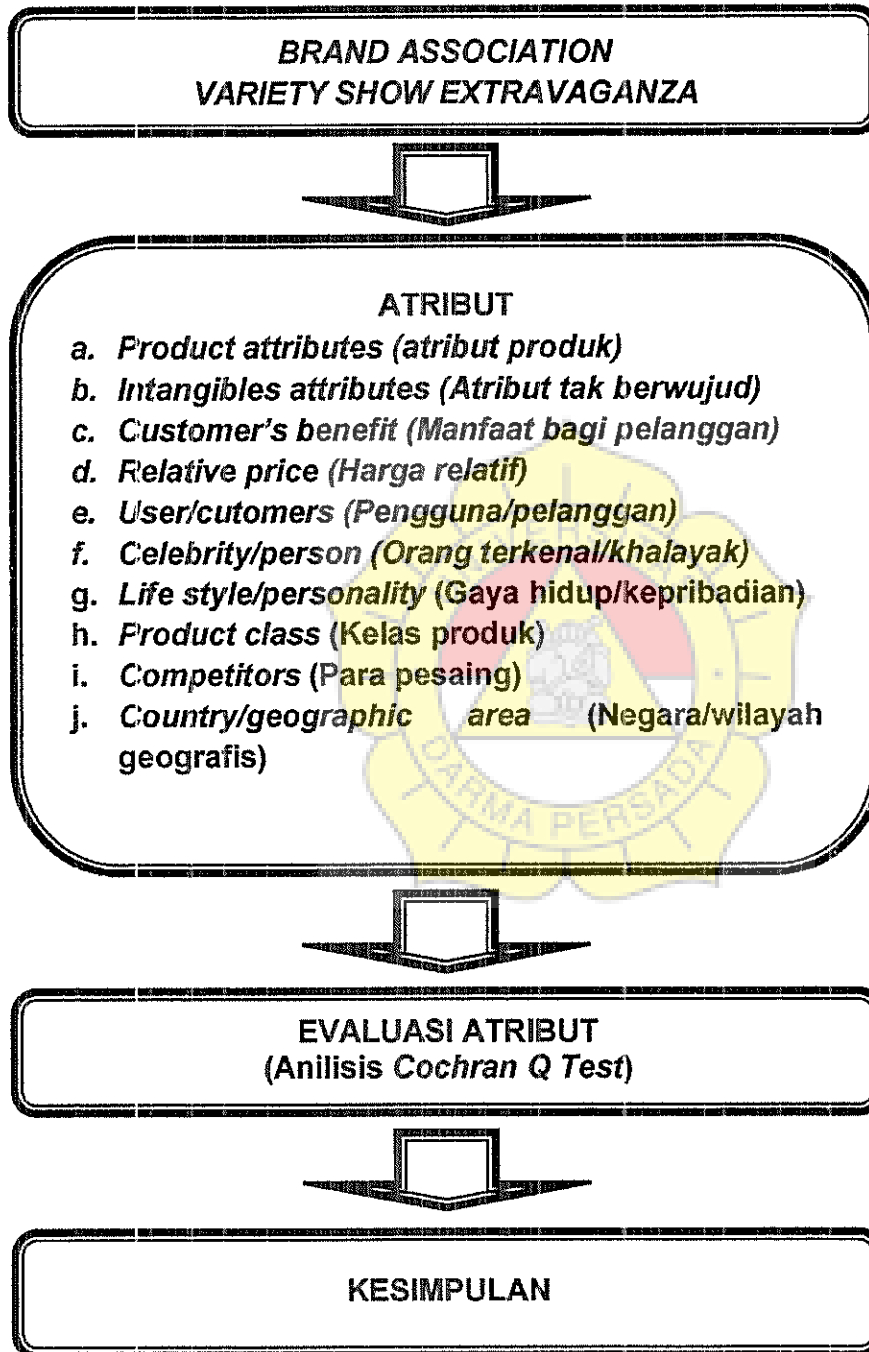 BRAND ASSOCIATION
VARIETY SHOW EXTRAVAGANZA
ATRIBUT
a. Product attributes (atribut produk)
b. Intangibles attributes (Atribut tak berwujud)
c. Customer's benefit (Manfaat bagi pelanggan)
d. Relative price (Harga relatif)
e. User/cutomers (Pengguna/pelanggan)
f. Celebrity/person (Orang terkenal/khalayak)
g. Life style/personality (Gaya hidup/kepribadian)
h. Product class (Kelas produk)
i. Competitors (Para pesaing)
j. Country/geographic area (Negara/wilayah
geografis)
DARMA PERSADA
EVALUASI ATRIBUT
(Anilisis Cochran Q Test)
KESIMPULAN